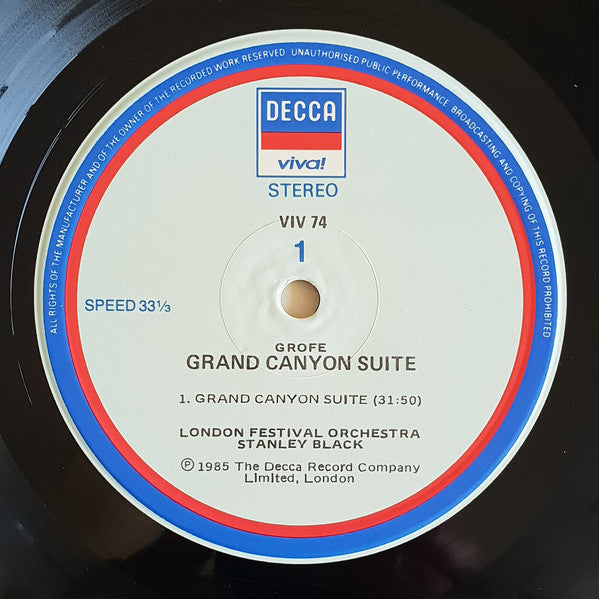 ALL RIGHTS OF THE MANUFACTURER AND OF THE OWNER OF THE RECORDED WORK RESERVED UNAUTHORISED PUBLIC PERFORMANCE BROADCASTING AND COPYING OF THIS RECORD PROHIBITED
DECCA
viva!
STEREO
VIV 74
1
SPEED 33⅓
GROFE
GRAND CANYON SUITE
1. GRAND CANYON SUITE (31:50)
LONDON FESTIVAL ORCHESTRA
STANLEY BLACK
Ⓟ 1985 The Decca Record Company
Limited, London